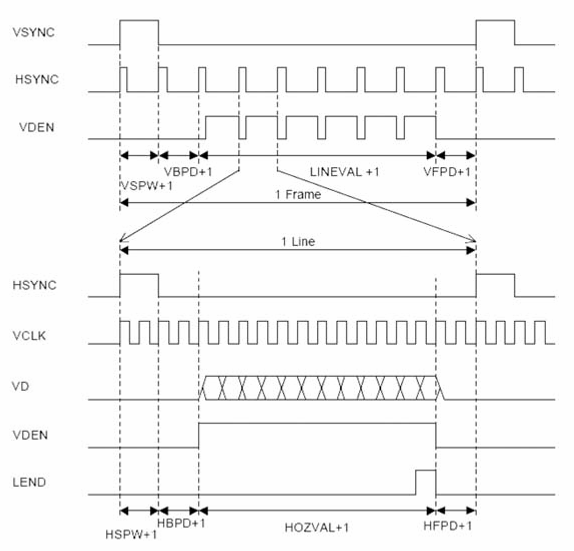 VSYNC
HSYNC
VDEN
VBPD+1
LINEVAL +1
VFPD+1
VSPW+1
1 Frame
1 Line
HSYNC
VCLK
VD
VDEN
LEND
HSPW+1
HBPD+1
HOZVAL+1
HFPD+1